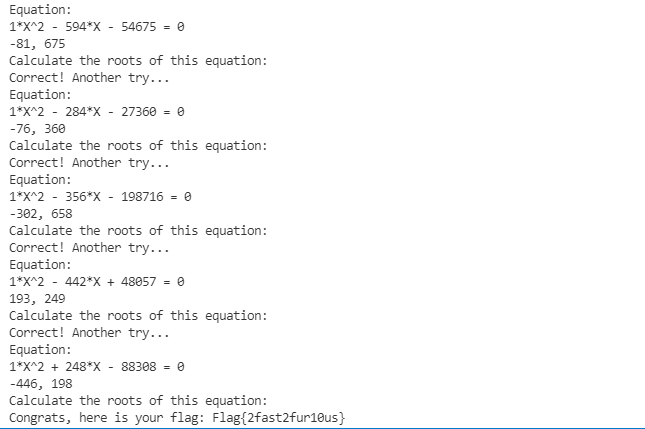 Equation:
1*X^2 - 594*X - 54675 = 0
-81, 675
Calculate the roots of this equation:
Correct! Another try...
Equation:
1*X^2 - 284*X - 27360 = 0
-76, 360
Calculate the roots of this equation:
Correct! Another try...
Equation:
1*X^2 - 356*X - 198716 = 0
-302, 658
Calculate the roots of this equation:
Correct! Another try...
Equation:
1*X^2 - 442*X + 48057 = 0
193, 249
Calculate the roots of this equation:
Correct! Another try...
Equation:
1*X^2 + 248*X - 88308 = 0
-446, 198
Calculate the roots of this equation:
Congrats, here is your flag: Flag{2fast2fur10us}